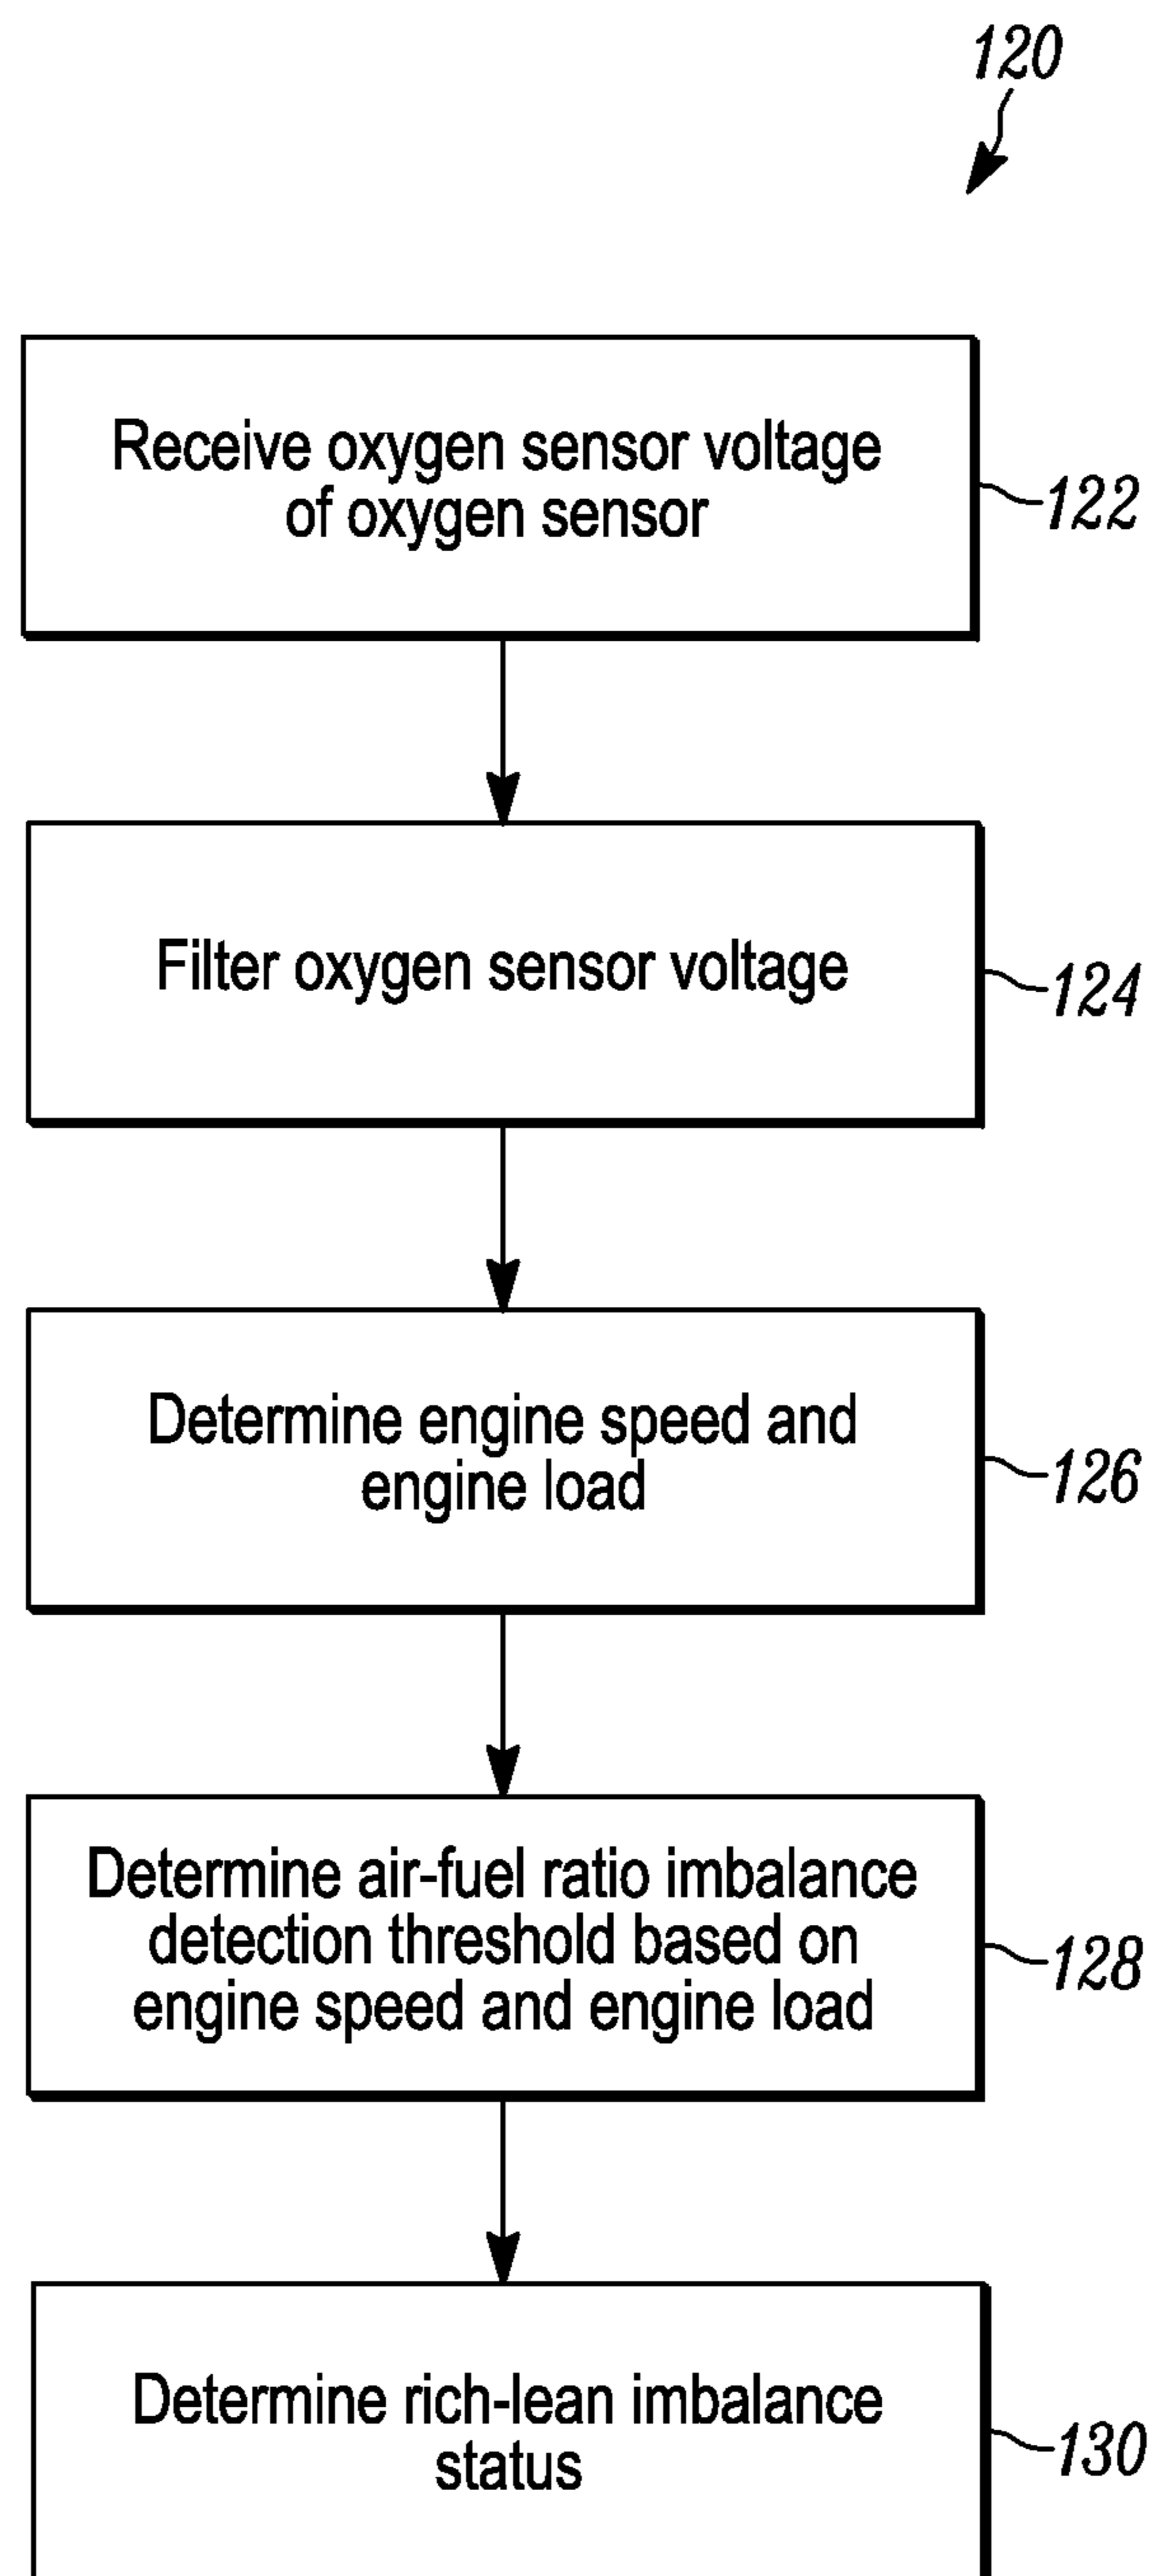 120
Receive oxygen sensor voltage
of oxygen sensor
122
Filter oxygen sensor voltage
124
Determine engine speed and
engine load
126
Determine air-fuel ratio imbalance
detection threshold based on
engine speed and engine load
128
Determine rich-lean imbalance
status
130